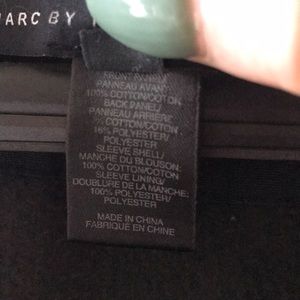 MARC BY
FRONT PANEL/
PANNEAU AVANT
100% COTTON/COTON
BACK PANEL/
PANNEAU ARRIERE
COTTON/COTON
16% POLYESTER/
POLYESTER
SLEEVE SHELL/
MANCHE DU BLOUSON:
100% COTTON/COTON
SLEEVE LINING/
DOUBLURE DE LA MANCHE:
100% POLYESTER/
POLYESTER
MADE IN CHINA
FABRIQUE EN CHINE